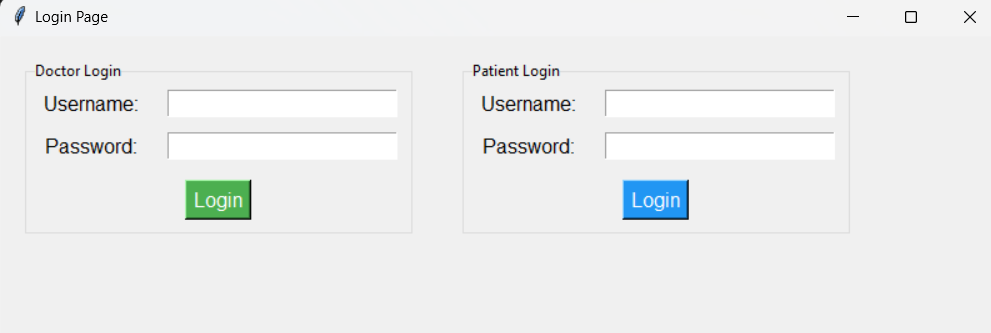 Login Page
Doctor Login
Username:
Password:
Login
Patient Login
Username:
Password:
Login